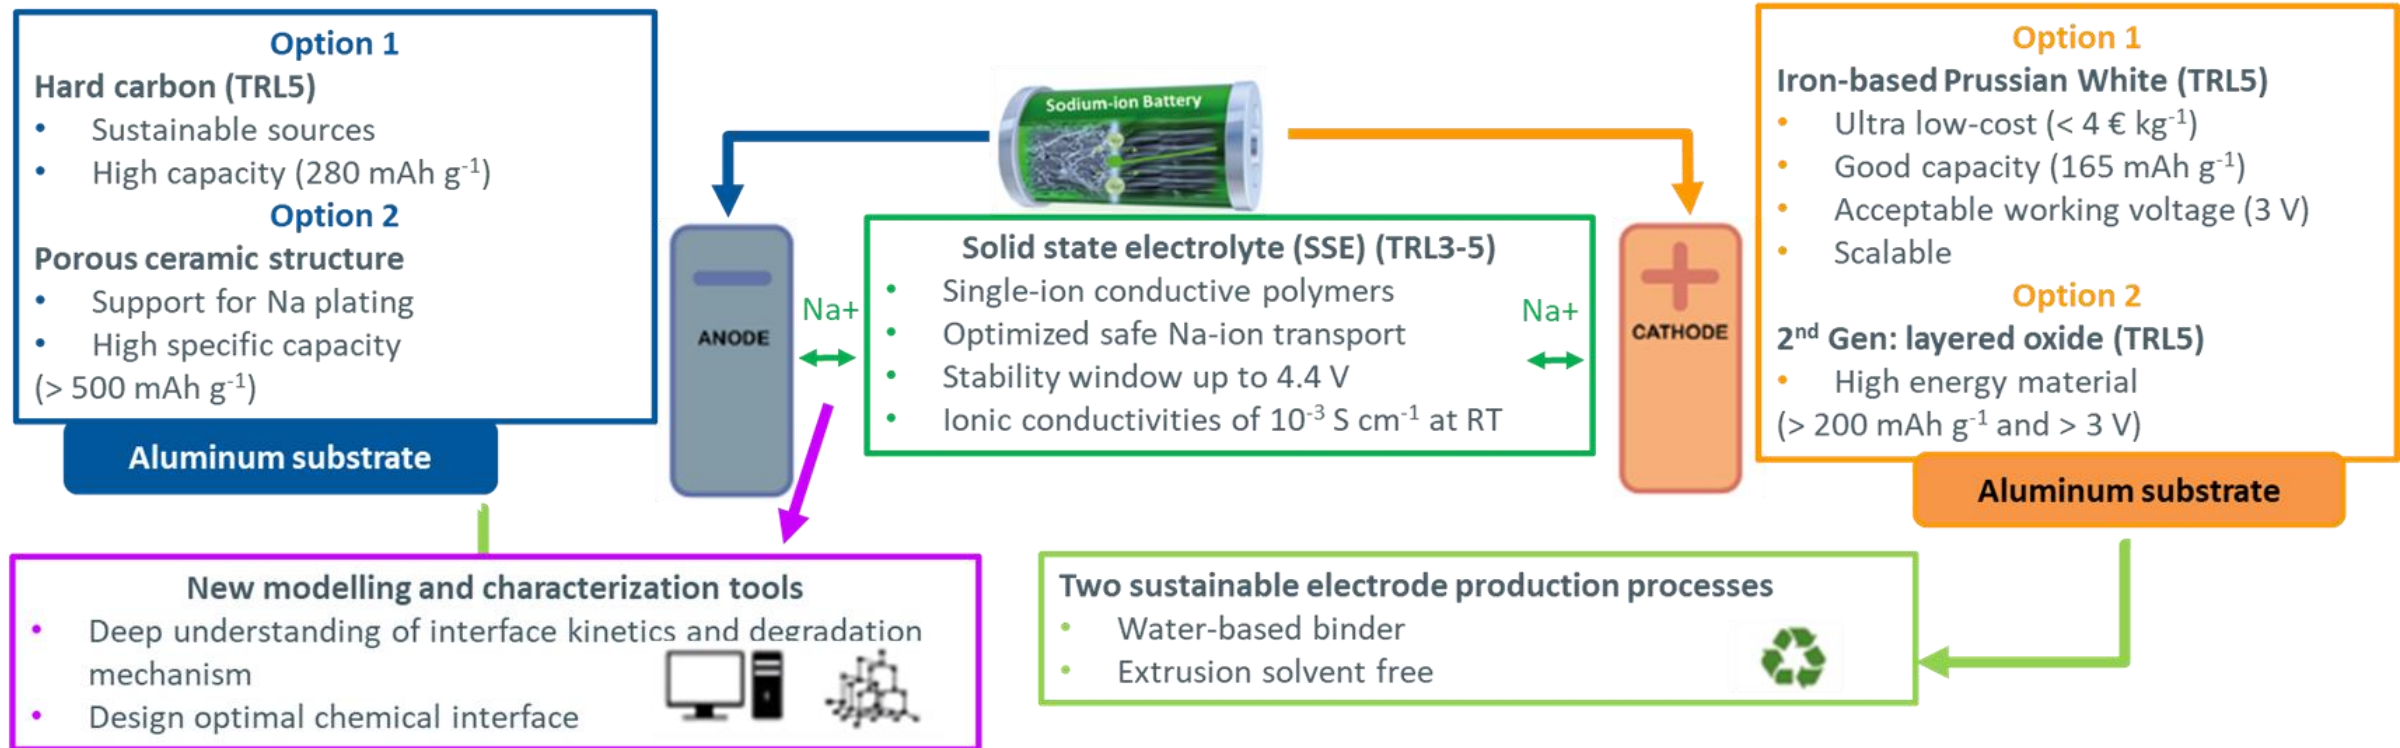 Option 1
Hard carbon (TRL5)
• Sustainable sources
• High capacity (280 mAh g⁻¹)
Option 2
Porous ceramic structure
• Support for Na plating
• High specific capacity
(> 500 mAh g⁻¹)
Aluminum substrate
Sodium-ion Battery
ANODE
Na+
Solid state electrolyte (SSE) (TRL3-5)
• Single-ion conductive polymers
• Optimized safe Na-ion transport
• Stability window up to 4.4 V
• Ionic conductivities of 10⁻³ S cm⁻¹ at RT
Na+
CATHODE
Option 1
Iron-based Prussian White (TRL5)
• Ultra low-cost (< 4 € kg⁻¹)
• Good capacity (165 mAh g⁻¹)
• Acceptable working voltage (3 V)
• Scalable
Option 2
2ⁿᵈ Gen: layered oxide (TRL5)
• High energy material
(> 200 mAh g⁻¹ and > 3 V)
Aluminum substrate
New modelling and characterization tools
• Deep understanding of interface kinetics and degradation
mechanism
• Design optimal chemical interface
Two sustainable electrode production processes
• Water-based binder
• Extrusion solvent free